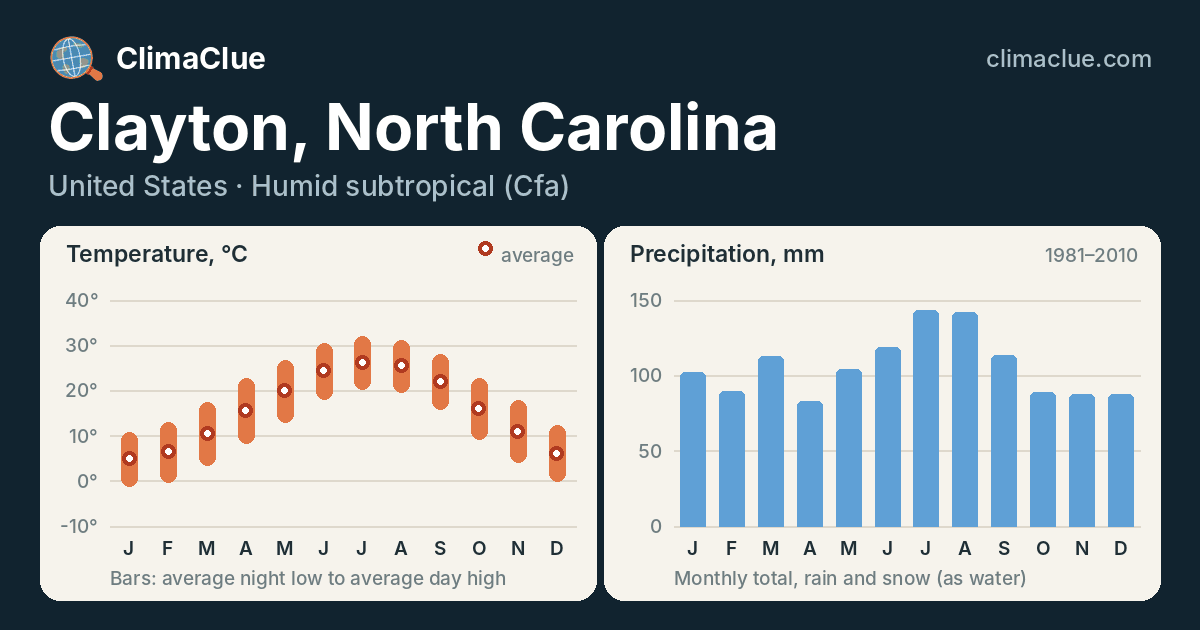 ClimaClue
climaclue.com
Clayton, North Carolina
United States · Humid subtropical (Cfa)
Temperature, °C
average
40°
30°
20°
10°
0°
-10°
J F M A M J J A S O N D
Bars: average night low to average day high
Precipitation, mm
1981–2010
150
100
50
0
J F M A M J J A S O N D
Monthly total, rain and snow (as water)